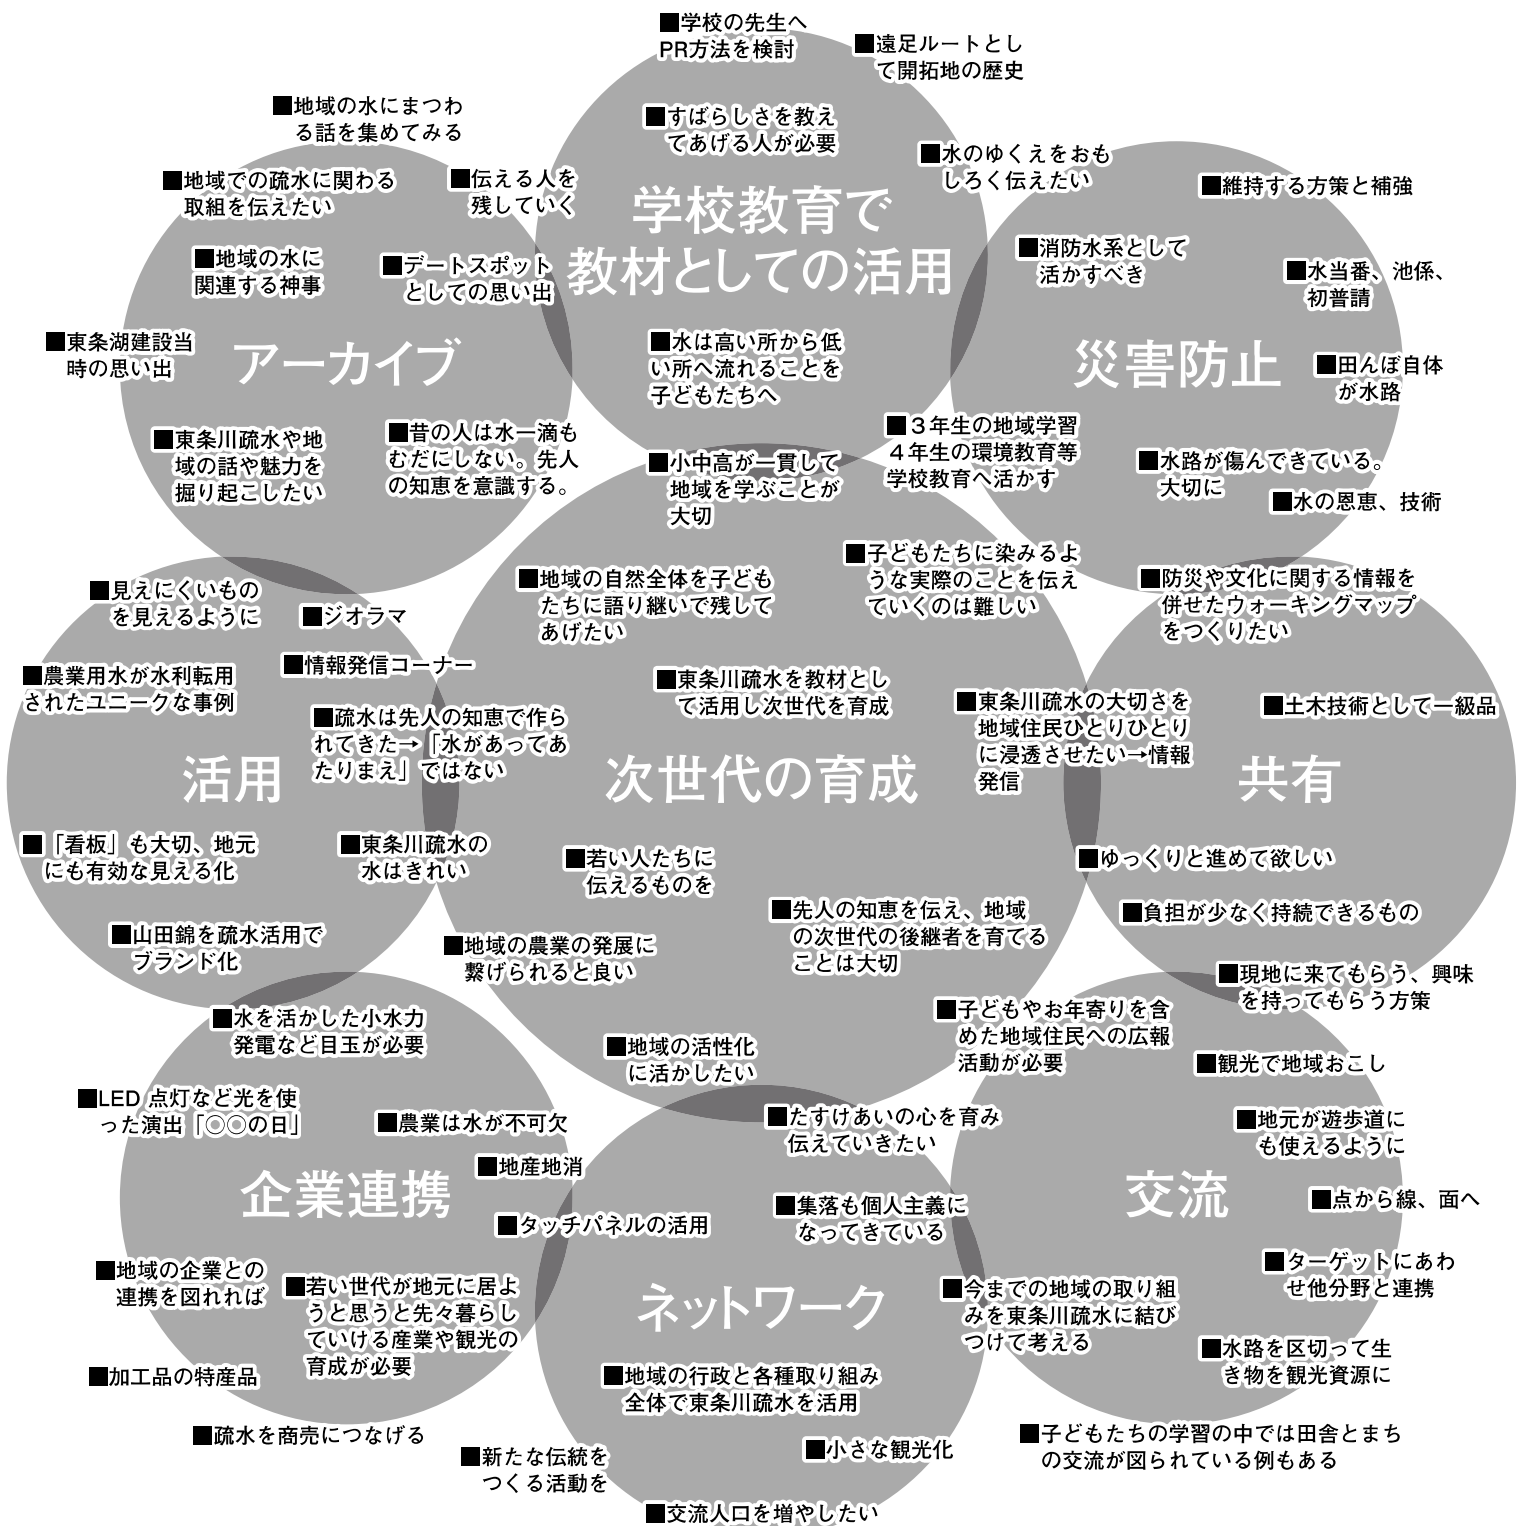 ■学校の先生へ
PR方法を検討
■遠足ルートとし
て開拓地の歴史
■すばらしさを教え
てあげる人が必要
■水のゆくえをおも
しろく伝えたい
学校教育で
教材としての活用
■水は高い所から低
い所へ流れることを
子どもたちへ
■３年生の地域学習
４年生の環境教育等
学校教育へ活かす
■地域の水にまつわ
る話を集めてみる
■地域での疏水に関わる
取組を伝えたい
■伝える人を
残していく
■地域の水に
関連する神事
■デートスポット
としての思い出
■東条湖建設当
時の思い出
アーカイブ
■東条川疏水や地
域の話や魅力を
掘り起こしたい
■昔の人は水一滴も
むだにしない。先人
の知恵を意識する。
■維持する方策と補強
■消防水系として
活かすべき
■水当番、池係、
初普請
災害防止
■田んぼ自体
が水路
■水路が傷んできている。
大切に
■水の恩恵、技術
■小中高が一貫して
地域を学ぶことが
大切
■子どもたちに染みるよ
うな実際のことを伝え
ていくのは難しい
■地域の自然全体を子ども
たちに語り継いで残して
あげたい
■東条川疏水を教材とし
て活用し次世代を育成
■東条川疏水の大切さを
地域住民ひとりひとり
に浸透させたい→情報
発信
次世代の育成
■若い人たちに
伝えるものを
■先人の知恵を伝え、地域
の次世代の後継者を育てる
ことは大切
■地域の農業の発展に
繋げられると良い
■子どもやお年寄りを含
めた地域住民への広報
活動が必要
■地域の活性化
に活かしたい
■見えにくいもの
を見えるように
■ジオラマ
■情報発信コーナー
■農業用水が水利転用
されたユニークな事例
■疏水は先人の知恵で作ら
れてきた→「水があってあ
たりまえ」ではない
活用
■「看板」も大切、地元
にも有効な見える化
■東条川疏水の
水はきれい
■山田錦を疏水活用で
ブランド化
■防災や文化に関する情報を
併せたウォーキングマップ
をつくりたい
■土木技術として一級品
共有
■ゆっくりと進めて欲しい
■負担が少なく持続できるもの
■現地に来てもらう、興味
を持ってもらう方策
■水を活かした小水力
発電など目玉が必要
■LED 点灯など光を使
った演出「◎◎の日」
■農業は水が不可欠
■地産地消
企業連携
■タッチパネルの活用
■地域の企業との
連携を図れれば
■若い世代が地元に居よ
うと思うと先々暮らし
ていける産業や観光の
育成が必要
■加工品の特産品
■疏水を商売につなげる
■たすけあいの心を育み
伝えていきたい
■集落も個人主義に
なってきている
ネットワーク
■今までの地域の取り組
みを東条川疏水に結び
つけて考える
■地域の行政と各種取り組み
全体で東条川疏水を活用
■小さな観光化
■新たな伝統を
つくる活動を
■交流人口を増やしたい
■観光で地域おこし
■地元が遊歩道に
も使えるように
交流
■点から線、面へ
■ターゲットにあわ
せ他分野と連携
■水路を区切って生
き物を観光資源に
■子どもたちの学習の中では田舎とまち
の交流が図られている例もある